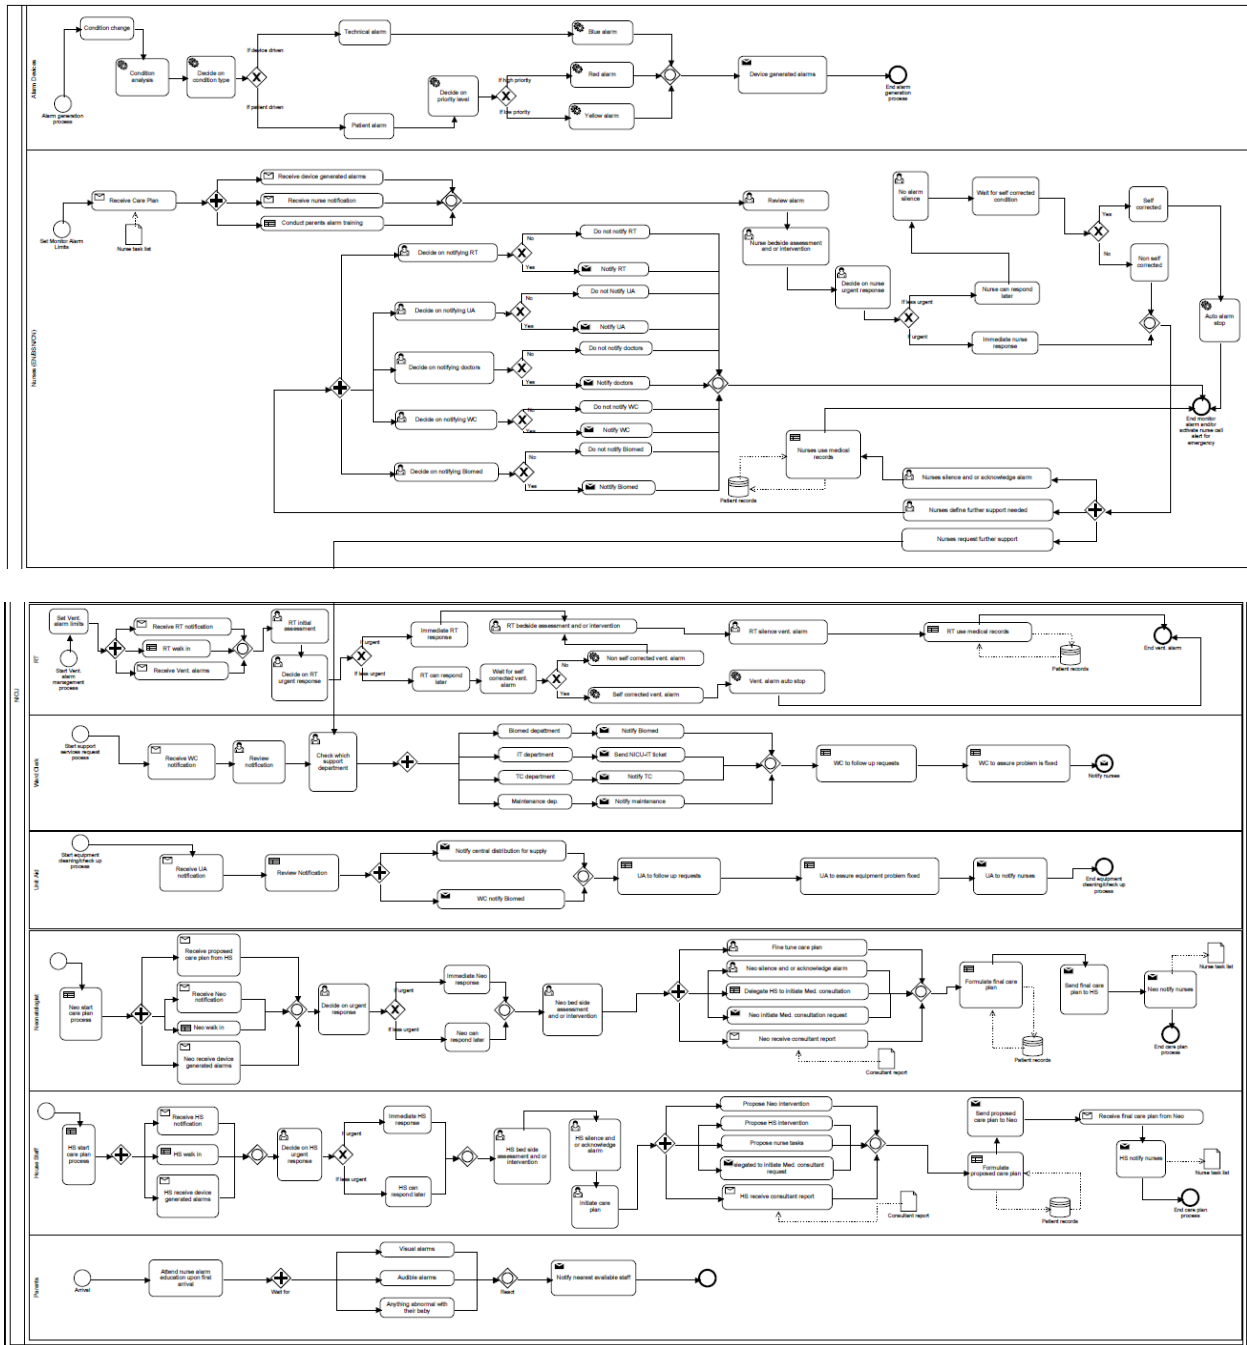 Alarm Devices
Condition change
Condition
analysis
Decide on
condition type
If device driven
If patient driven
Technical alarm
Patient alarm
Decide on
priority level
If high priority
If low priority
Blue alarm
Red alarm
Yellow alarm
Device generated alarms
End alarm
generation
process
Alarm generation
process
Receive Care Plan
Nurse task list
Set Monitor Alarm
Limits
Receive device generated alarms
Receive nurse notification
Conduct parents alarm training
Review alarm
Nurse bedside assessment
and or intervention
Decide on nurse
urgent response
If less urgent
If urgent
No alarm
silence
Wait for self corrected
condition
Yes
No
Self
corrected
Non self
corrected
Nurse can respond
later
Immediate nurse
response
Auto alarm
stop
Decide on notifying RT
No
Do not notify RT
Yes
Notify RT
Decide on notifying UA
No
Do not Notify UA
Yes
Notify UA
Decide on notifying doctors
No
Do not notify doctors
Yes
Notify doctors
Decide on notifying WC
No
Do not notify WC
Yes
Notify WC
Decide on notifying Biomed
No
Do not notify Biomed
Yes
Notify Biomed
End monitor
alarm and/or
activate nurse call
alert for
emergency
Nurses use medical
records
Patient records
Nurses silence and or acknowledge alarm
Nurses define further support needed
Nurses request further support
NICU
RT
Set Vent.
alarm limits
Start Vent.
alarm
management process
Receive RT notification
RT walk in
Receive Vent. alarms
RT initial
assessment
Decide on RT
urgent response
If urgent
If less urgent
Immediate RT
response
RT can respond
later
Wait for self
corrected vent.
alarm
No
Yes
RT bedside assessment and or intervention
Non self corrected vent. alarm
Self corrected vent. alarm
RT silence vent. alarm
Vent. alarm auto stop
RT use medical records
Patient records
End vent. alarm
Ward Clerk
Start support
services request
pocess
Receive WC
notification
Review
notification
Check which
support
department
Biomed depattment
IT department
TC department
Maintenance dep.
Notify Biomed
Send NICU-IT ticket
Notify TC
Notify maintenance
WC to follow up requests
WC to assure problem is fixed
Notify nurses
Unit Aid
Start equipment
cleaning/check up
process
Receive UA
notification
Review Notification
Notify central distribution for supply
WC notify Biomed
UA to follow up requests
UA to assure equipment problem fixed
UA to notify nurses
End equipment
cleaning/check up
process
Neonatologist
Neo start
care plan
process
Receive proposed
care plan from HS
Receive Neo
notification
Neo walk in
Neo receive device
generated alarms
Decide on urgent
response
If urgent
If less urgent
Immediate Neo
response
Neo can
respond later
Neo bed side
assessment
and or intervention
Fine tune care plan
Neo silence and or acknowledge alarm
Delegate HS to initiate Med. consultation
Neo initiate Med. consultation request
Neo receive consultant report
Consultant report
Formulate final care
plan
Patient
records
Send final care
plan to HS
Neo notify nurses
Nurse task list
End care plan
process
House Staff
HS start
care plan
process
Receive HS
notification
HS walk in
HS receive device
generated alarms
Decide on HS
urgent response
If urgent
If less urgent
Immediate HS
response
HS can
respond later
HS bed side
assessment and or
intervention
HS silence and or
acknowledge
alarm
Initiate care
plan
Propose Neo intervention
Propose HS intervention
Propose nurse tasks
elegated to initiate Med. consultant
request
HS receive consultant report
Consultant report
Send proposed
care plan to Neo
Formulate
proposed care plan
Patient records
Receive final care plan from Neo
HS notify nurses
Nurse task list
End care plan
process
Parents
Arrival
Attend nurse alarm
education upon first
arrival
Wait for
Visual alarms
Audible alarms
Anything abnormal with
their baby
React
Notify nearest available staff